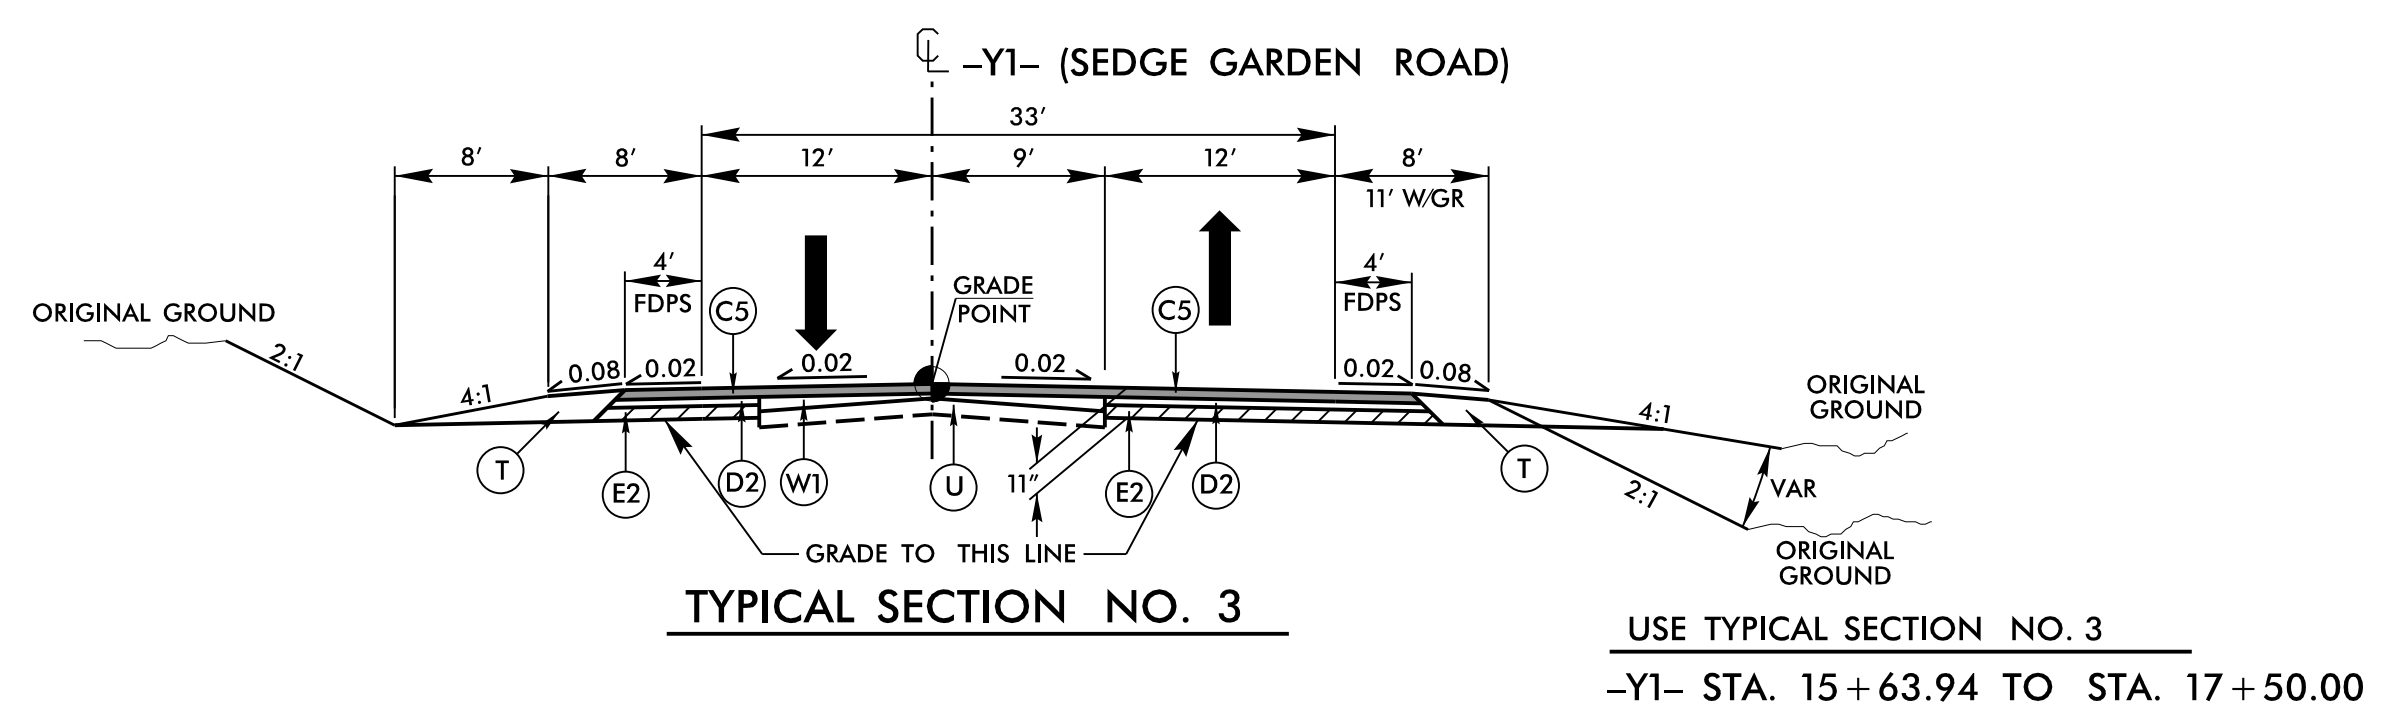 CL –Y1– (SEDGE GARDEN ROAD)
33'
8' 8' 12' 9' 12' 8'
11' W/GR
4' FDPS
4' FDPS
GRADE POINT
C5
C5
ORIGINAL GROUND
2:1
4:1
0.08
0.02
0.02
0.02
0.02
0.08
ORIGINAL GROUND
4:1
2:1
VAR
ORIGINAL GROUND
T
E2
D2
W1
U
11"
E2
D2
T
GRADE TO THIS LINE
TYPICAL SECTION NO. 3
USE TYPICAL SECTION NO. 3
–Y1– STA. 15+63.94 TO STA. 17+50.00